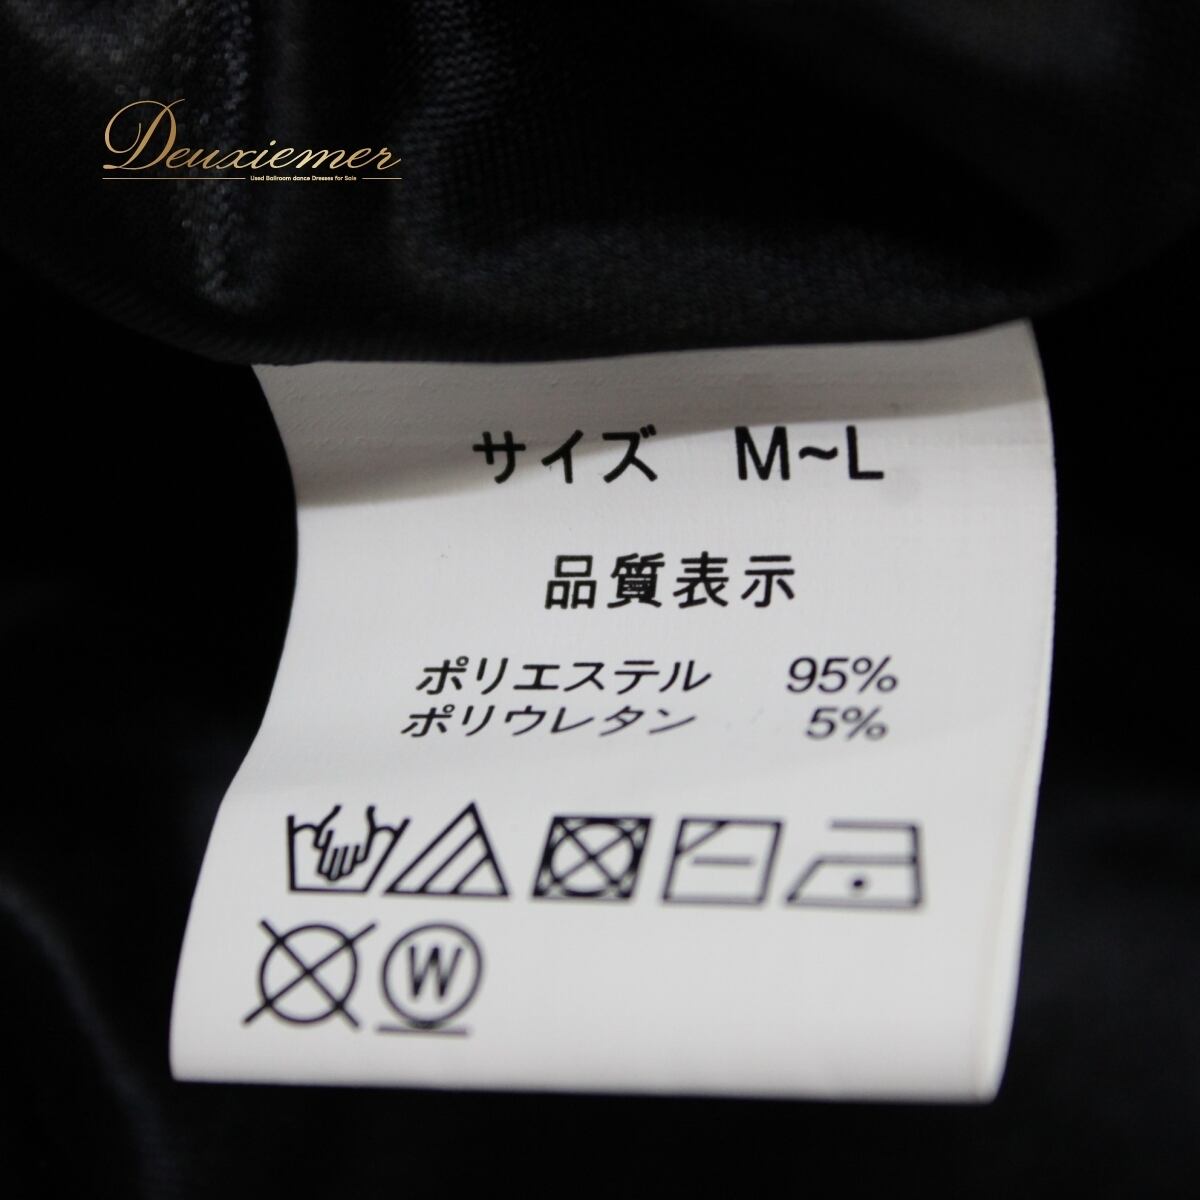 Deuxiemer
Used Ballroom dance Dresses for Sale
サイズ M~L
品質表示
ポリエステル 95%
ポリウレタン 5%
W